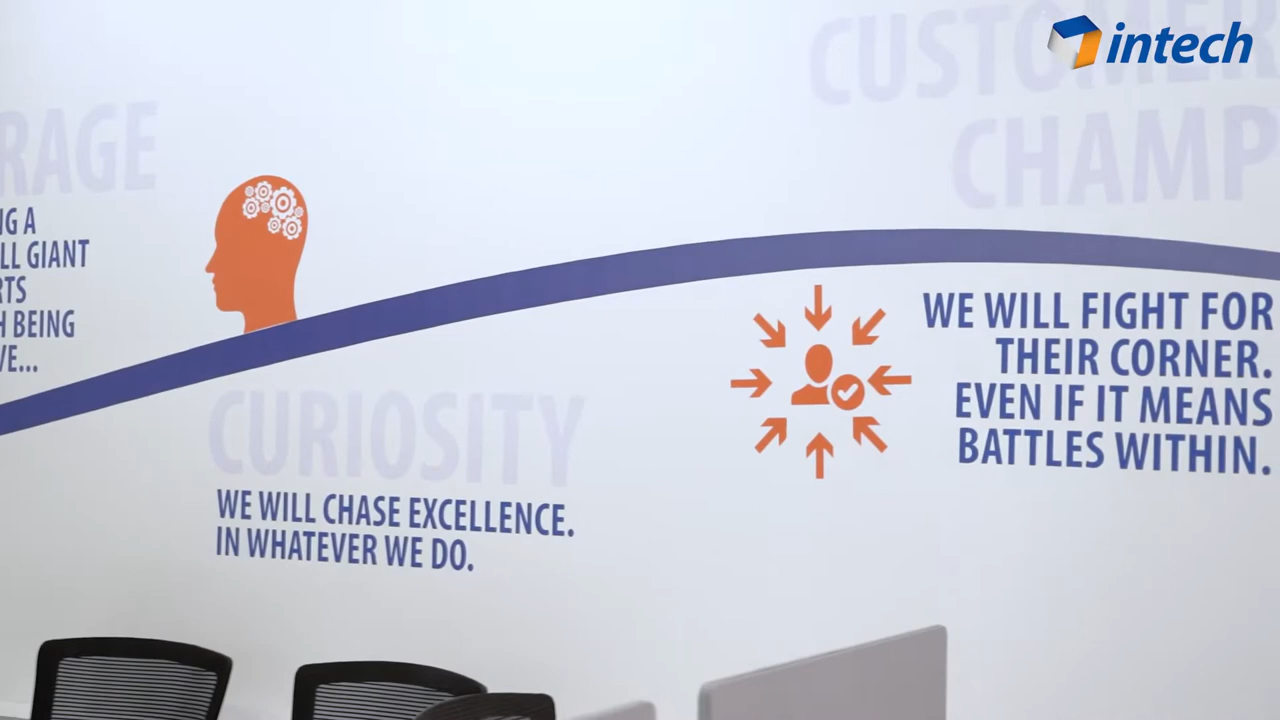 intech
CUSTOMER
CHAMP
RAGE
G A
LL GIANT
RTS
H BEING
VE...
CURIOSITY
WE WILL CHASE EXCELLENCE.
IN WHATEVER WE DO.
WE WILL FIGHT FOR
THEIR CORNER.
EVEN IF IT MEANS
BATTLES WITHIN.